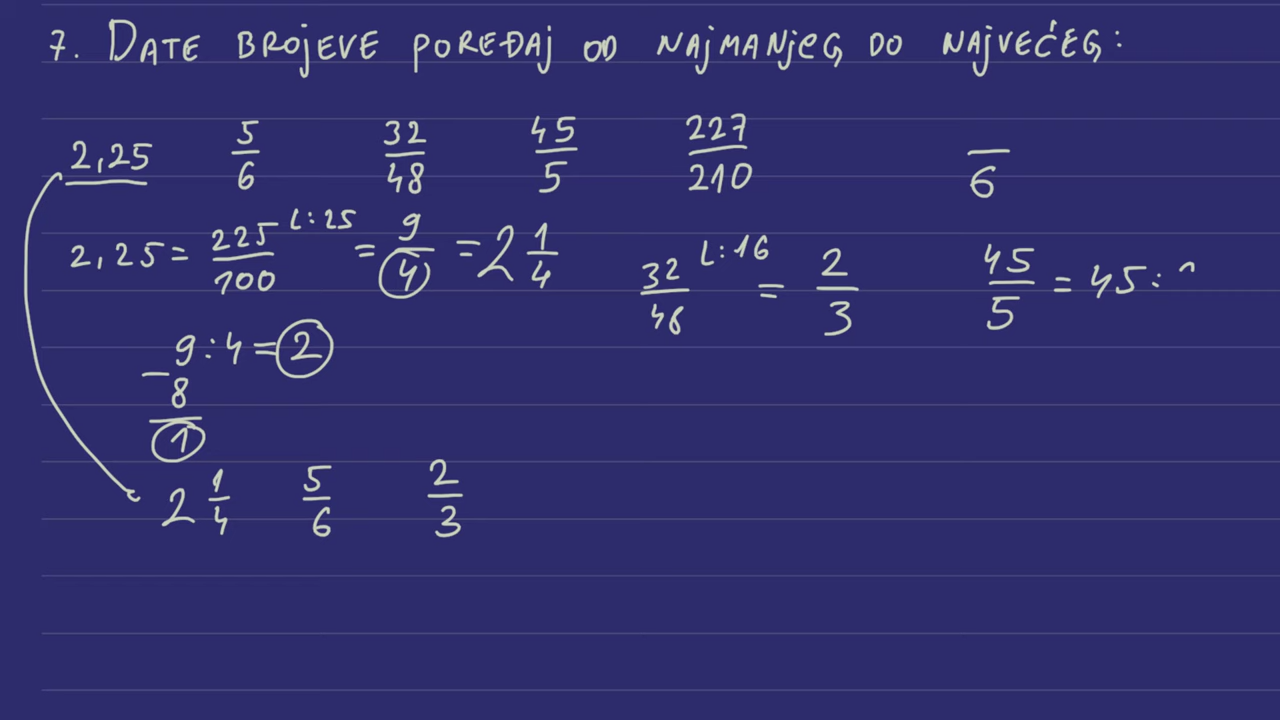 7. DATE BROJEVE POREĐAJ OD NAJMANJEG DO NAJVEĆEG:
2,25 5/6 32/48 45/5 227/210 /6
2,25 = 225/100 L:25 = 9/4 = 2 1/4 32/48 L:16 = 2/3 45/5 = 45:
9:4=2
-8
1
2 1/4 5/6 2/3